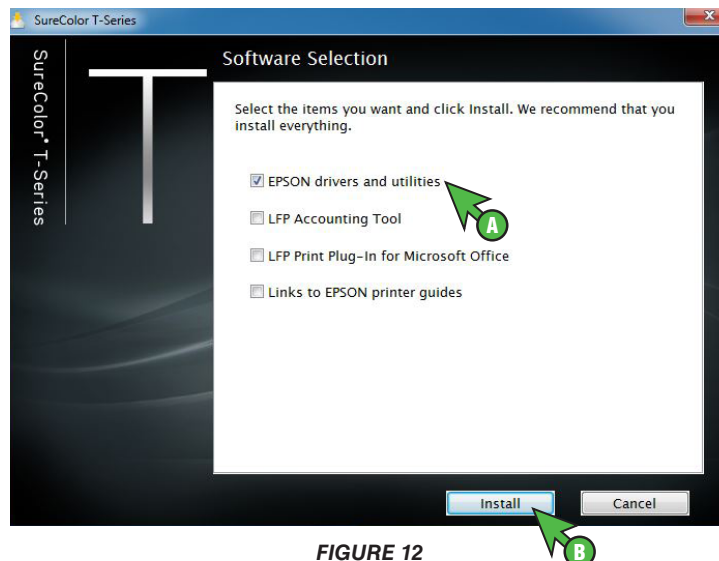 SureColor T-Series
SureColor® T-Series
T
Software Selection
Select the items you want and click Install. We recommend that you
install everything.
EPSON drivers and utilities
A
LFP Accounting Tool
LFP Print Plug-In for Microsoft Office
Links to EPSON printer guides
Install
Cancel
B
FIGURE 12